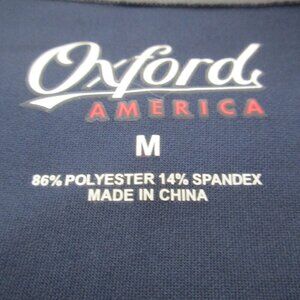 Oxford
AMERICA
M
86% POLYESTER 14% SPANDEX
MADE IN CHINA